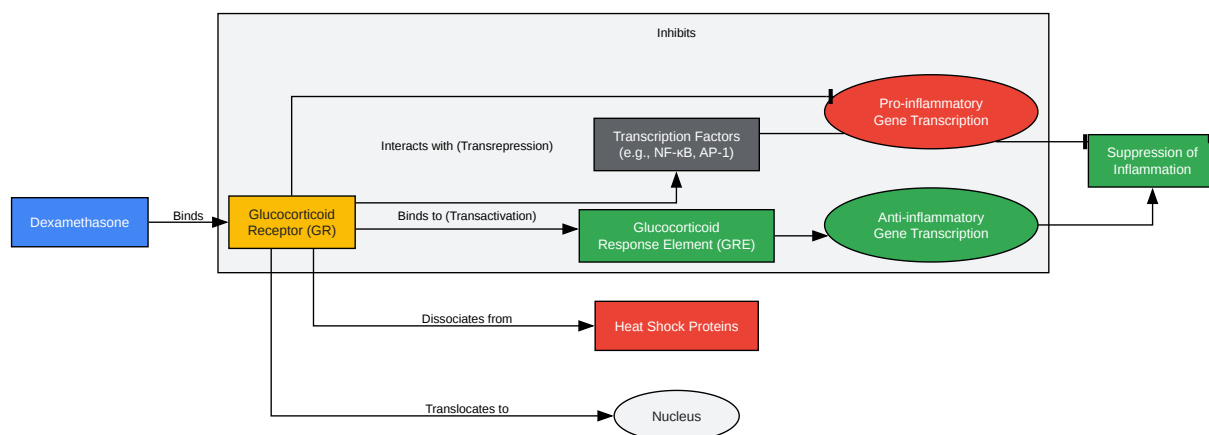 Inhibits
Pro-inflammatory
Gene Transcription
Transcription Factors
(e.g., NF-κB, AP-1)
Interacts with (Transrepression)
Suppression of
Inflammation
Dexamethasone
Binds
Glucocorticoid
Receptor (GR)
Binds to (Transactivation)
Glucocorticoid
Response Element (GRE)
Anti-inflammatory
Gene Transcription
Dissociates from
Heat Shock Proteins
Translocates to
Nucleus